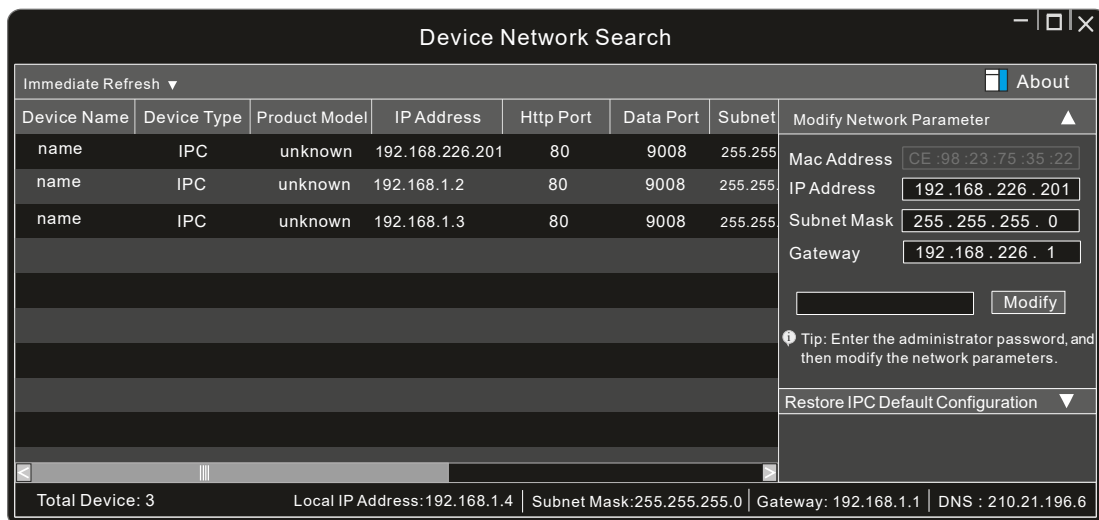 Device Network Search
Immediate Refresh ▼
About
Device Name Device Type Product Model IP Address Http Port Data Port Subnet
name IPC unknown 192.168.226.201 80 9008 255.255
name IPC unknown 192.168.1.2 80 9008 255.255.
name IPC unknown 192.168.1.3 80 9008 255.255.
Modify Network Parameter
Mac Address CE :98 :23 :75 :35 :22
IP Address 192 .168 .226 . 201
Subnet Mask 255 . 255 . 255 . 0
Gateway 192 .168 . 226 . 1
Modify
Tip: Enter the administrator password, and
then modify the network parameters.
Restore IPC Default Configuration
Total Device: 3 Local IP Address:192.168.1.4 Subnet Mask:255.255.255.0 Gateway: 192.168.1.1 DNS : 210.21.196.6